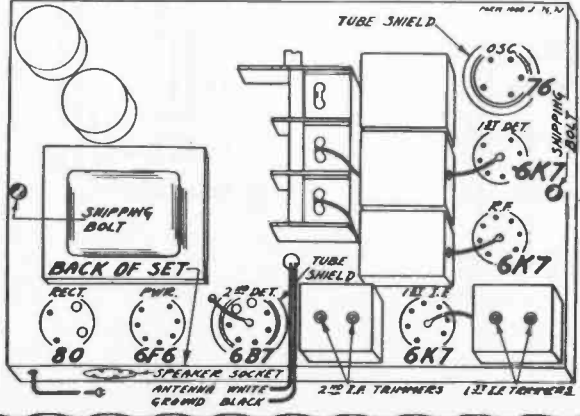 TUBE SHIELD
OSC.
76
1ST DET.
6K7
SHIPPING
BOLT
R.F.
6K7
SHIPPING
BOLT
BACK OF SET
TUBE
SHIELD
RECT.
80
PWR.
6F6
2ND DET.
6B7
1ST I.F.
6K7
SPEAKER SOCKET
ANTENNA WHITE
GROUND BLACK
2ND I.F. TRIMMERS
1ST I.F. TRIMMERS